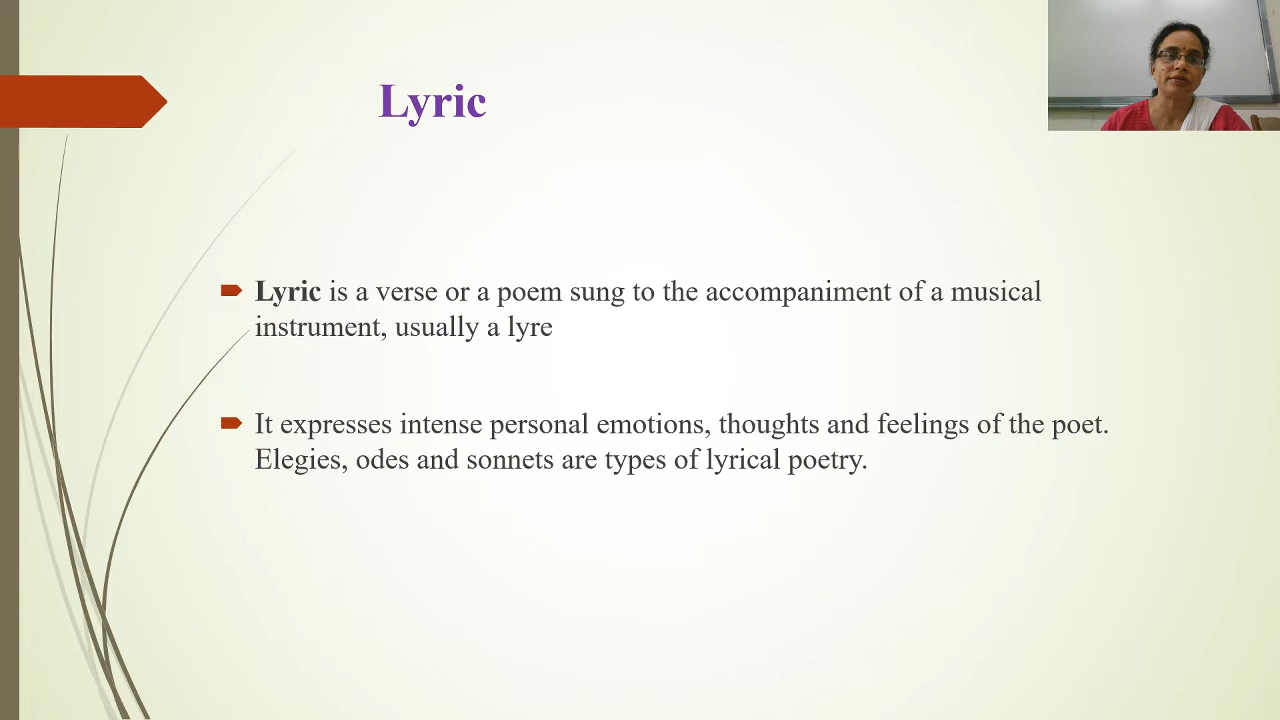 Lyric
Lyric is a verse or a poem sung to the accompaniment of a musical
instrument, usually a lyre
It expresses intense personal emotions, thoughts and feelings of the poet.
Elegies, odes and sonnets are types of lyrical poetry.